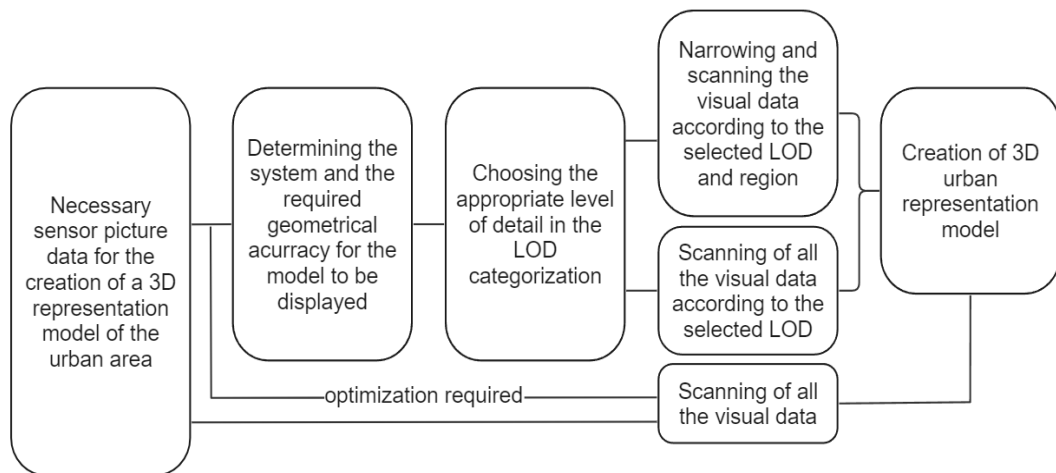 Necessary
sensor picture
data for the
creation of a 3D
representation
model of the
urban area
Determining the
system and the
required
geometrical
acurracy for the
model to be
displayed
Choosing the
appropriate level
of detail in the
LOD
categorization
Narrowing and
scanning the
visual data
according to the
selected LOD
and region
Scanning of all
the visual data
according to the
selected LOD
optimization required
Scanning of all
the visual data
Creation of 3D
urban
representation
model